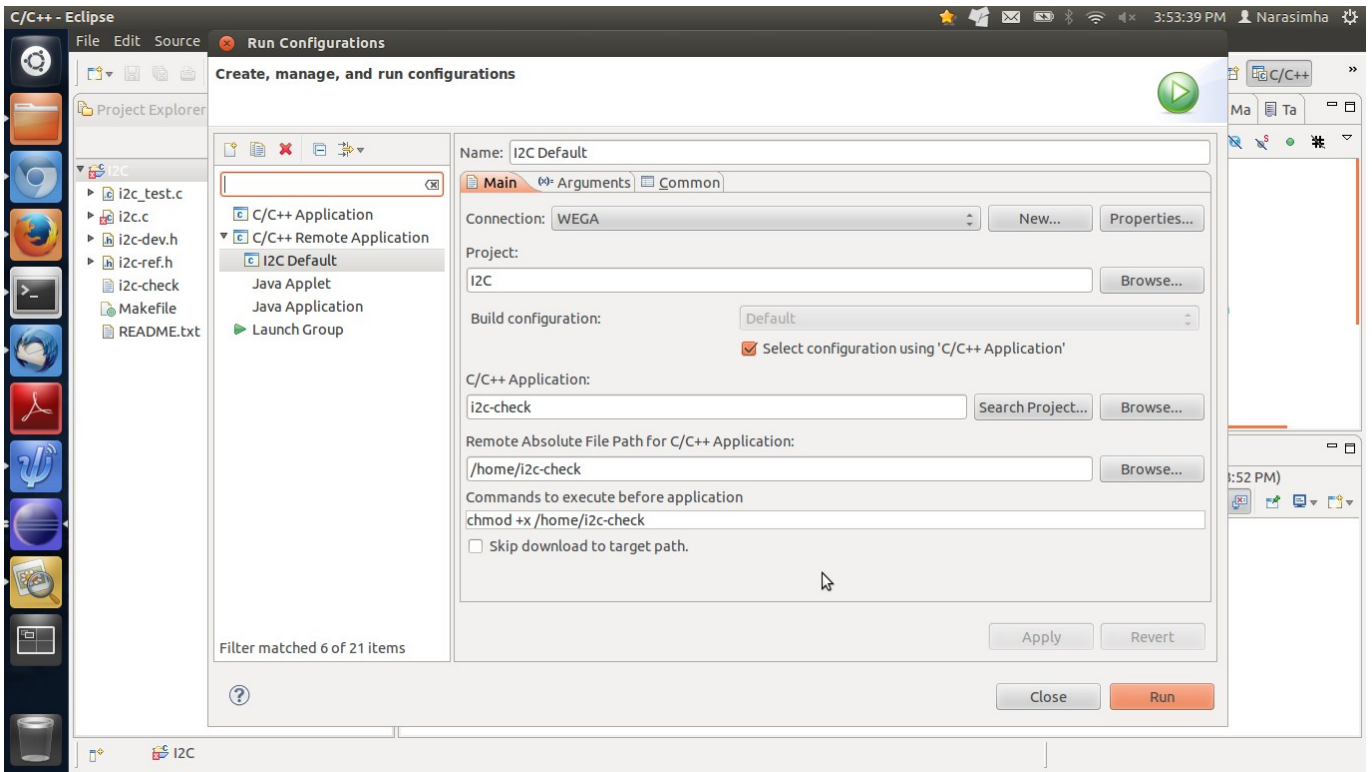 C/C++ - Eclipse
3:53:39 PM Narasimha
File Edit Source
Run Configurations
Create, manage, and run configurations
C/C++ »
Project Explorer
Ma Ta
I2C
i2c_test.c
i2c.c
i2c-dev.h
i2c-ref.h
i2c-check
Makefile
README.txt
C/C++ Application
C/C++ Remote Application
I2C Default
Java Applet
Java Application
Launch Group
Filter matched 6 of 21 items
Name: I2C Default
Main (x)= Arguments Common
Connection: WEGA New... Properties...
Project:
I2C Browse...
Build configuration: Default
Select configuration using 'C/C++ Application'
C/C++ Application:
i2c-check Search Project... Browse...
Remote Absolute File Path for C/C++ Application:
/home/i2c-check Browse...
Commands to execute before application
chmod +x /home/i2c-check
Skip download to target path.
Apply Revert
Close Run
:52 PM)
I2C